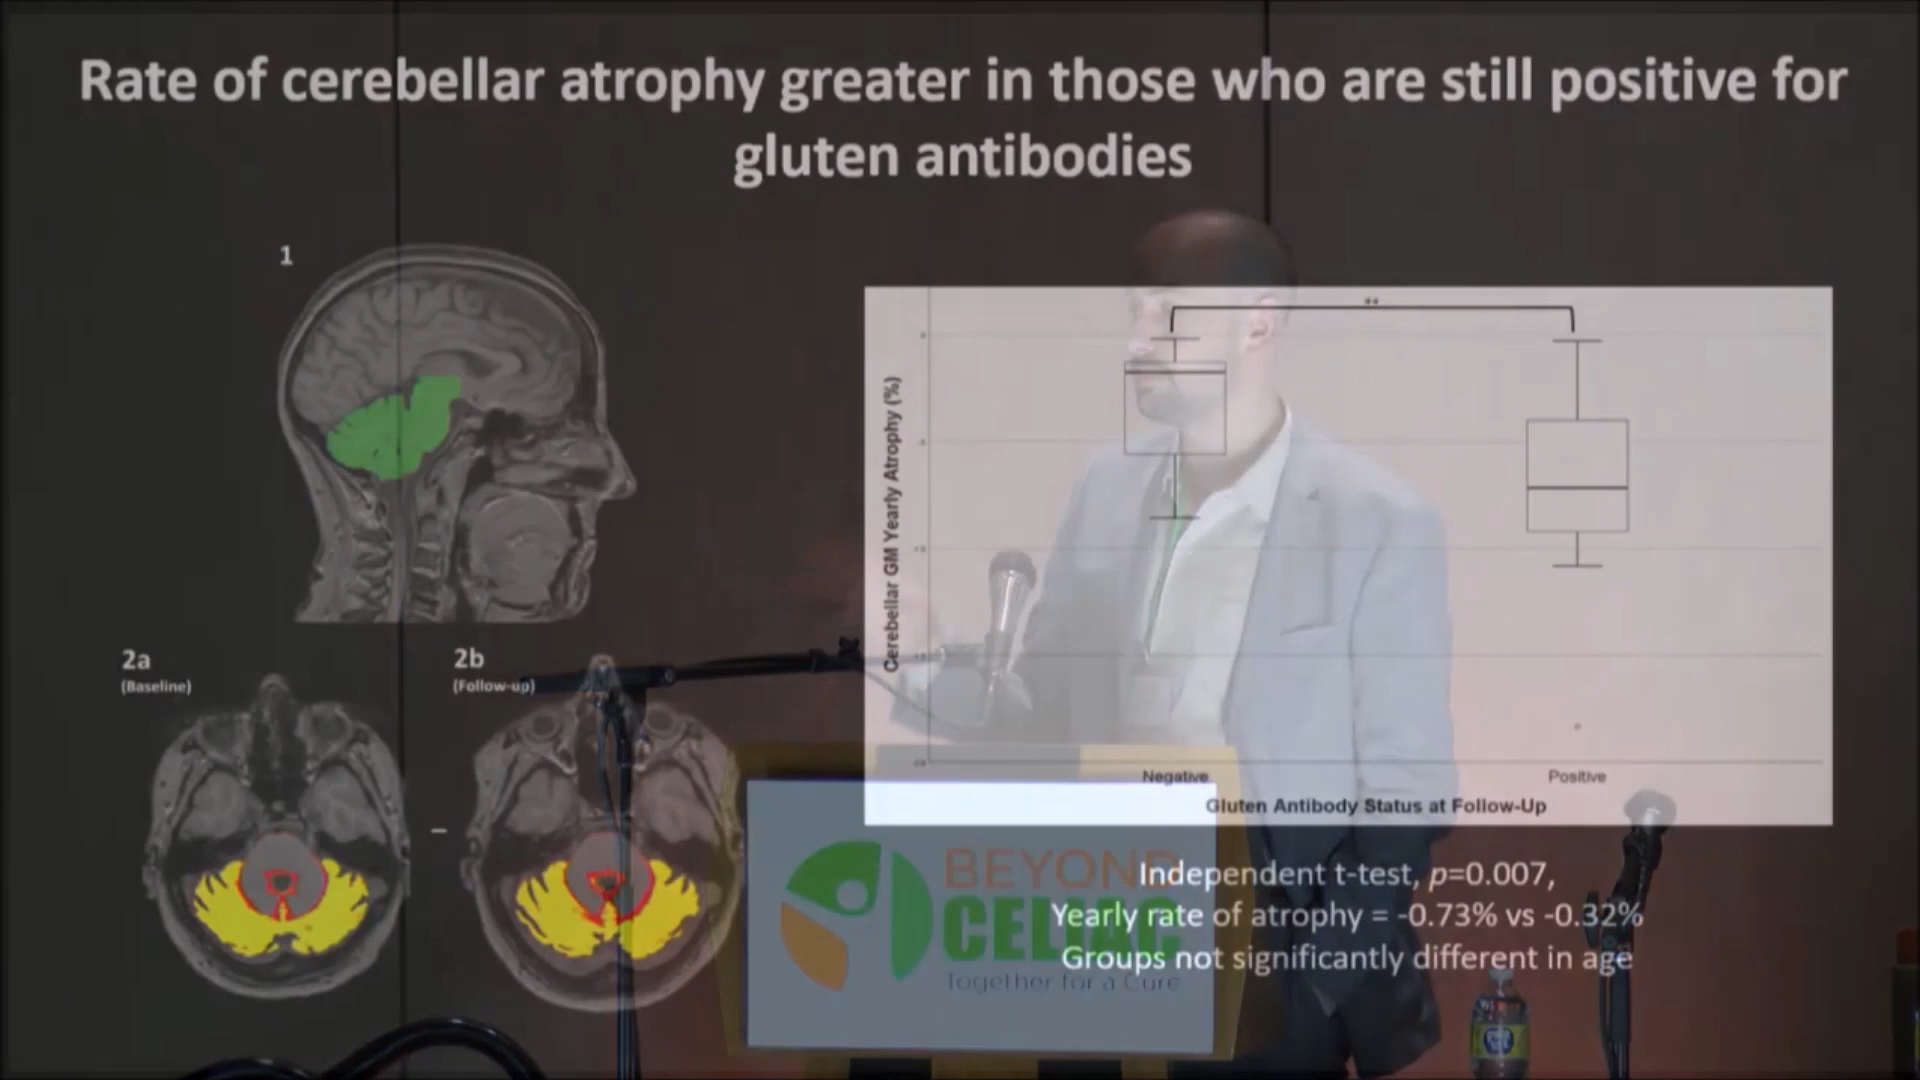 Rate of cerebellar atrophy greater in those who are still positive for
gluten antibodies
1
2a
(Baseline)
2b
(Follow-up)
–
Cerebellar GM Yearly Atrophy (%)
**
Negative
Positive
Gluten Antibody Status at Follow-Up
Independent t-test, p=0.007,
Yearly rate of atrophy = -0.73% vs -0.32%
Groups not significantly different in age
BEYOND
CELIAC
Together for a Cure